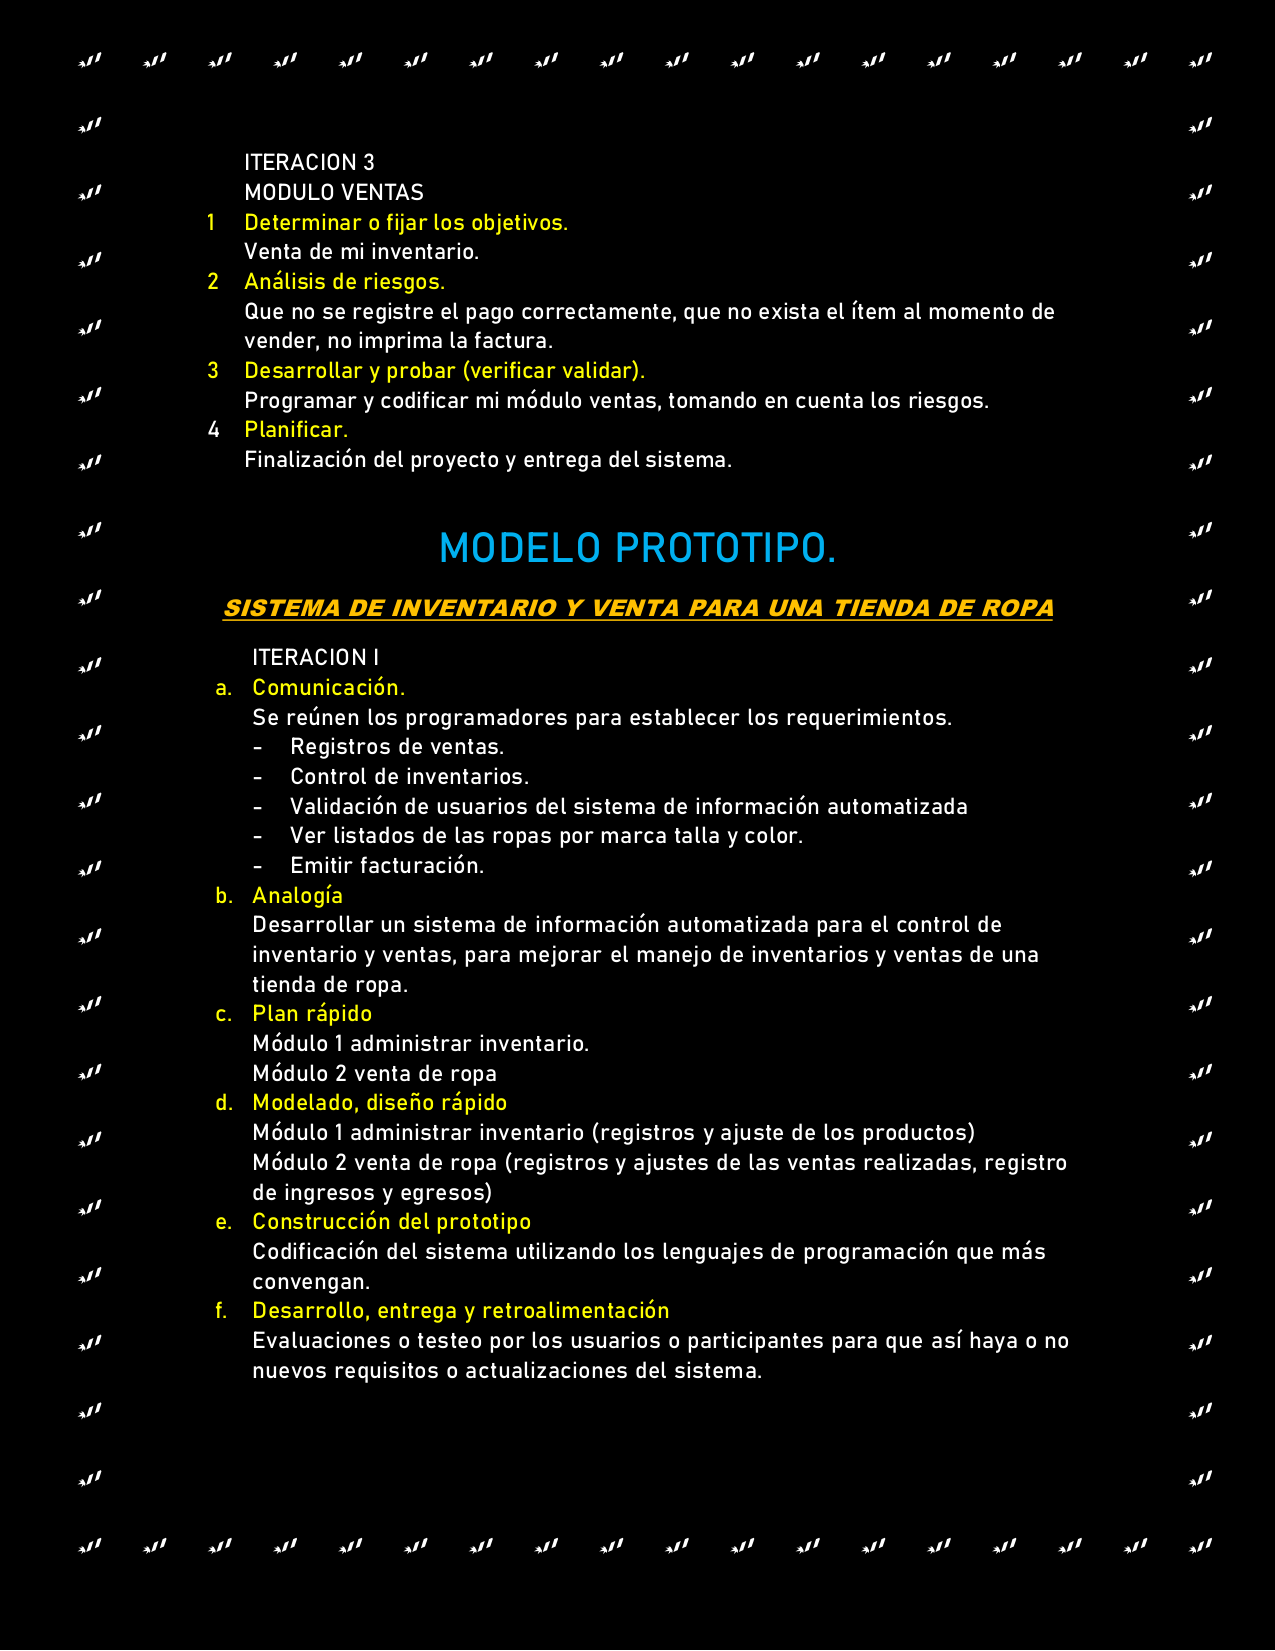 ITERACION 3
MODULO VENTAS
1 Determinar o fijar los objetivos.
Venta de mi inventario.
2 Análisis de riesgos.
Que no se registre el pago correctamente, que no exista el ítem al momento de
vender, no imprima la factura.
3 Desarrollar y probar (verificar validar).
Programar y codificar mi módulo ventas, tomando en cuenta los riesgos.
4 Planificar.
Finalización del proyecto y entrega del sistema.
MODELO PROTOTIPO.
SISTEMA DE INVENTARIO Y VENTA PARA UNA TIENDA DE ROPA
ITERACION I
a. Comunicación.
Se reúnen los programadores para establecer los requerimientos.
- Registros de ventas.
- Control de inventarios.
- Validación de usuarios del sistema de información automatizada
- Ver listados de las ropas por marca talla y color.
- Emitir facturación.
b. Analogía
Desarrollar un sistema de información automatizada para el control de
inventario y ventas, para mejorar el manejo de inventarios y ventas de una
tienda de ropa.
c. Plan rápido
Módulo 1 administrar inventario.
Módulo 2 venta de ropa
d. Modelado, diseño rápido
Módulo 1 administrar inventario (registros y ajuste de los productos)
Módulo 2 venta de ropa (registros y ajustes de las ventas realizadas, registro
de ingresos y egresos)
e. Construcción del prototipo
Codificación del sistema utilizando los lenguajes de programación que más
convengan.
f. Desarrollo, entrega y retroalimentación
Evaluaciones o testeo por los usuarios o participantes para que así haya o no
nuevos requisitos o actualizaciones del sistema.